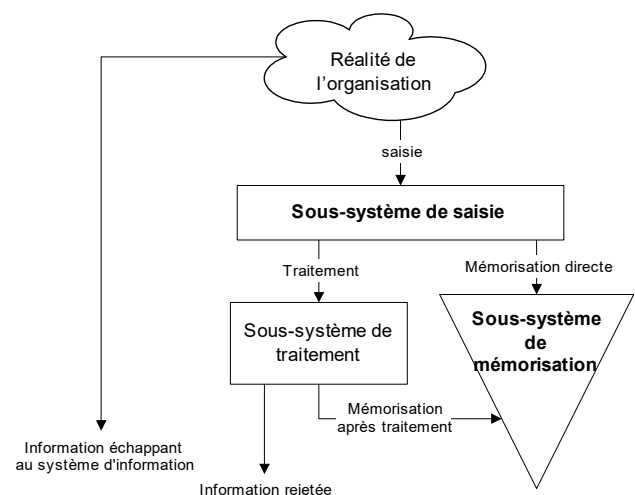 Réalité de
l'organisation
saisie
Sous-système de saisie
Traitement
Mémorisation directe
Sous-système de
traitement
Sous-système
de
mémorisation
Mémorisation
après traitement
Information échappant
au système d'information
Information rejetée